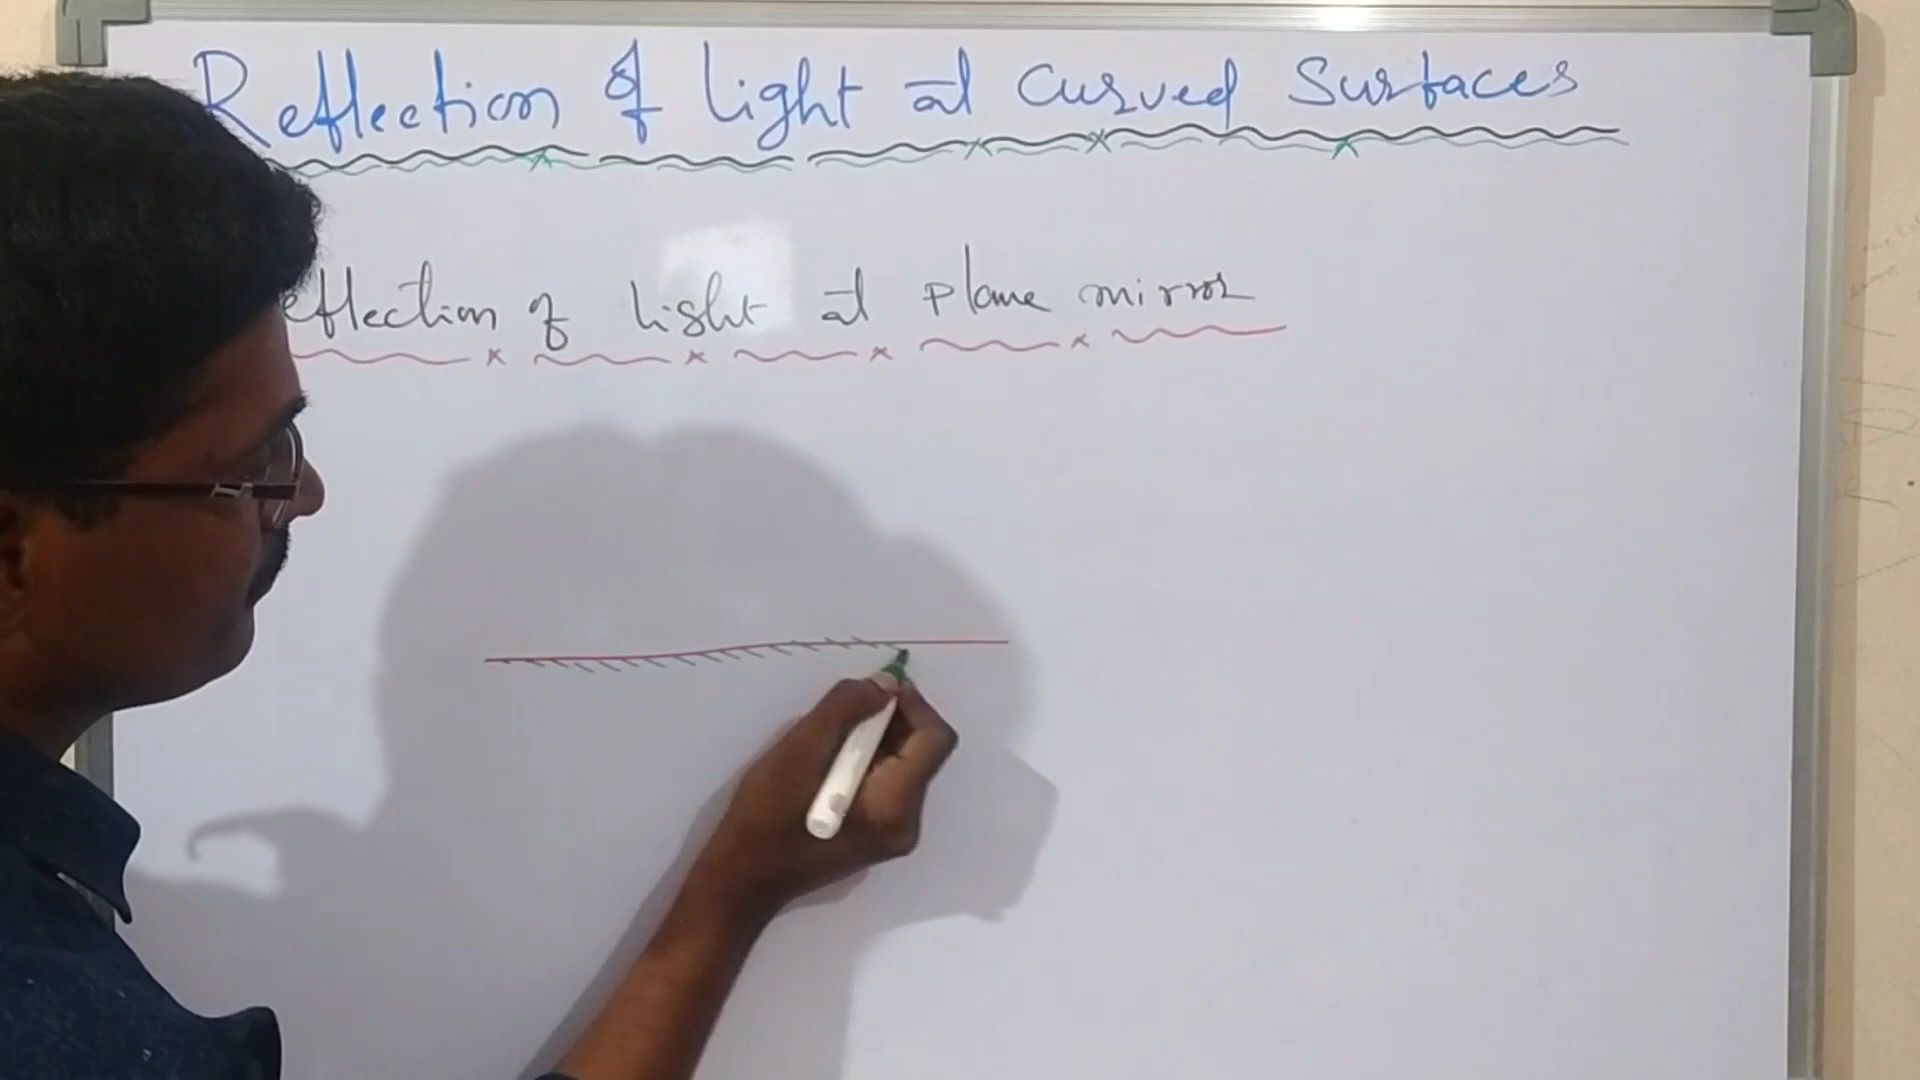 Reflection of light at curved surfaces
eflection of light at plane mirror